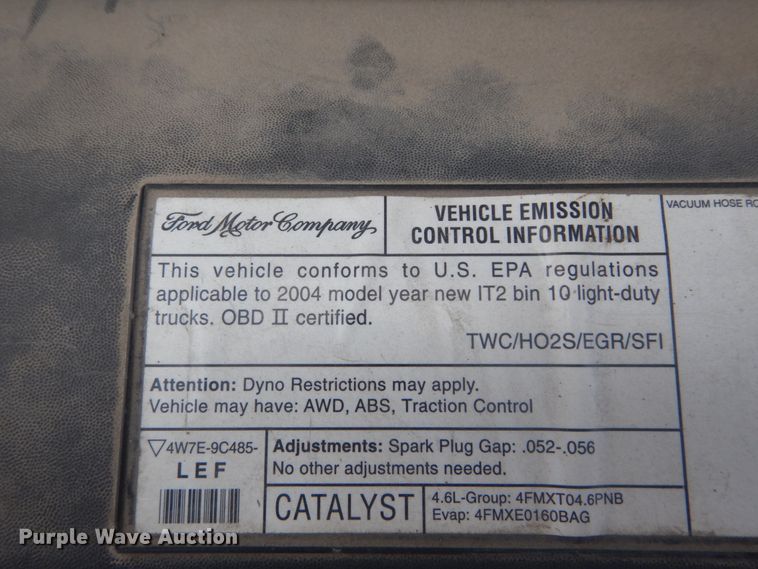 Ford Motor Company
VEHICLE EMISSION
CONTROL INFORMATION
VACUUM HOSE RO
This vehicle conforms to U.S. EPA regulations
applicable to 2004 model year new IT2 bin 10 light-duty
trucks. OBD II certified.
TWC/HO2S/EGR/SFI
Attention: Dyno Restrictions may apply.
Vehicle may have: AWD, ABS, Traction Control
▽4W7E-9C485-
LEF
Adjustments: Spark Plug Gap: .052-.056
No other adjustments needed.
CATALYST
4.6L-Group: 4FMXT04.6PNB
Evap: 4FMXE0160BAG
Purple Wave Auction